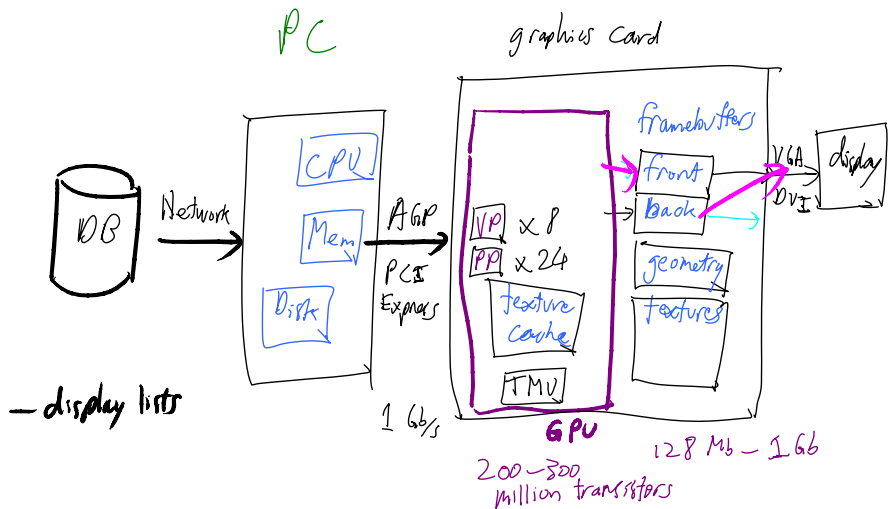 PC
graphics card
DB
Network
CPU
Mem
Disk
AGP
PCI
Express
1 Gb/s
VP x 8
PP x 24
texture
cache
TMU
GPU
200-300
million transistors
framebuffers
front
back
geometry
textures
128 Mb - 1 Gb
VGA
DVI
display
- display lists